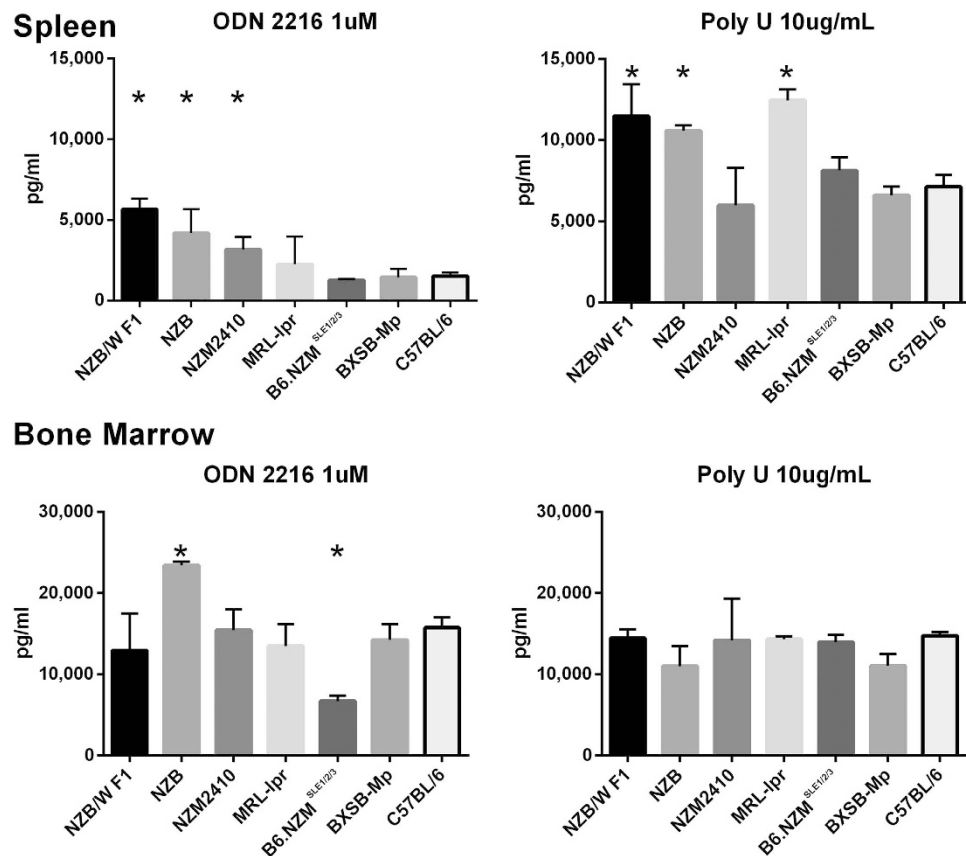 Spleen
ODN 2216 1uM
15,000
10,000
5,000
0
pg/ml
* * *
NZB/W F1
NZB
NZM2410
MRL-lpr
B6.NZM SLE1/2/3
BXSB-Mp
C57BL/6
Poly U 10ug/mL
15,000
10,000
5,000
0
pg/ml
* * *
NZB/W F1
NZB
NZM2410
MRL-lpr
B6.NZM SLE1/2/3
BXSB-Mp
C57BL/6
Bone Marrow
ODN 2216 1uM
30,000
20,000
10,000
0
pg/ml
* *
NZB/W F1
NZB
NZM2410
MRL-lpr
B6.NZM SLE1/2/3
BXSB-Mp
C57BL/6
Poly U 10ug/mL
30,000
20,000
10,000
0
pg/ml
NZB/W F1
NZB
NZM2410
MRL-lpr
B6.NZM SLE1/2/3
BXSB-Mp
C57BL/6